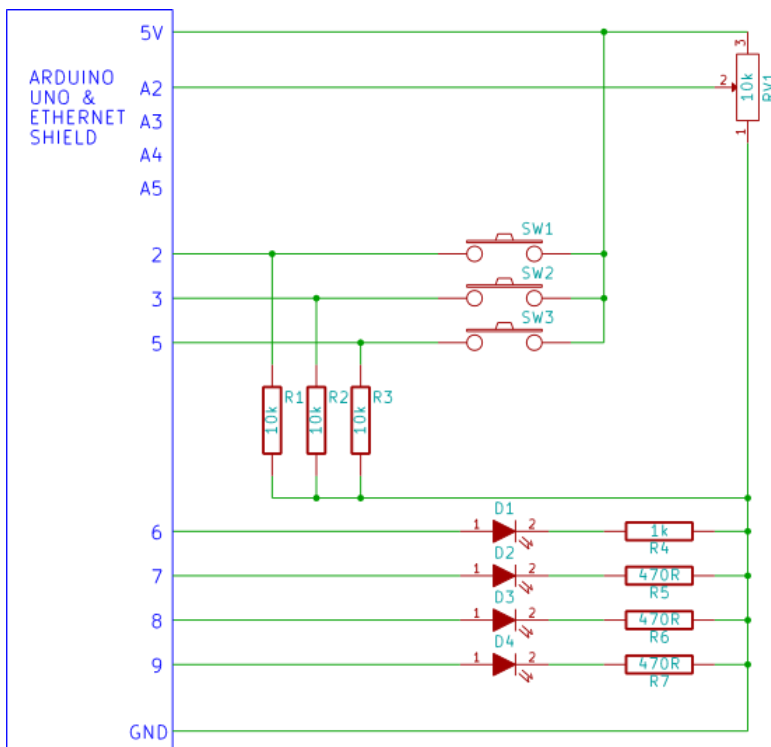 5V
ARDUINO
UNO &
ETHERNET
SHIELD
A2
A3
A4
A5
2
3
5
6
7
8
9
GND
3
2
1
10k
RV1
SW1
SW2
SW3
R1
10k
R2
10k
R3
10k
D1
1
2
1k
R4
D2
1
2
470R
R5
D3
1
2
470R
R6
D4
1
2
470R
R7